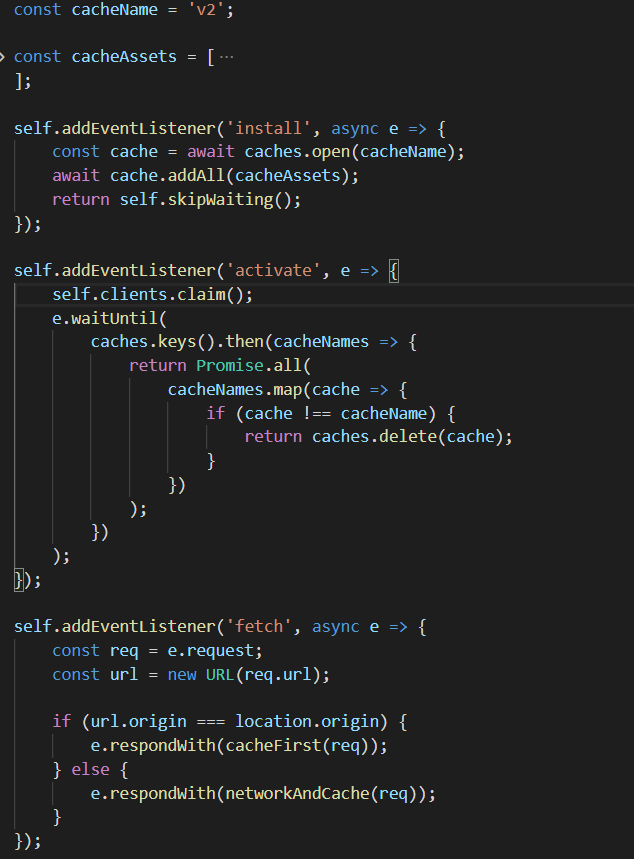 const cacheName = 'v2';
const cacheAssets = [ ···
];
self.addEventListener('install', async e => {
const cache = await caches.open(cacheName);
await cache.addAll(cacheAssets);
return self.skipWaiting();
});
self.addEventListener('activate', e => {
self.clients.claim();
e.waitUntil(
caches.keys().then(cacheNames => {
return Promise.all(
cacheNames.map(cache => {
if (cache !== cacheName) {
return caches.delete(cache);
}
})
);
})
);
});
self.addEventListener('fetch', async e => {
const req = e.request;
const url = new URL(req.url);
if (url.origin === location.origin) {
e.respondWith(cacheFirst(req));
} else {
e.respondWith(networkAndCache(req));
}
});